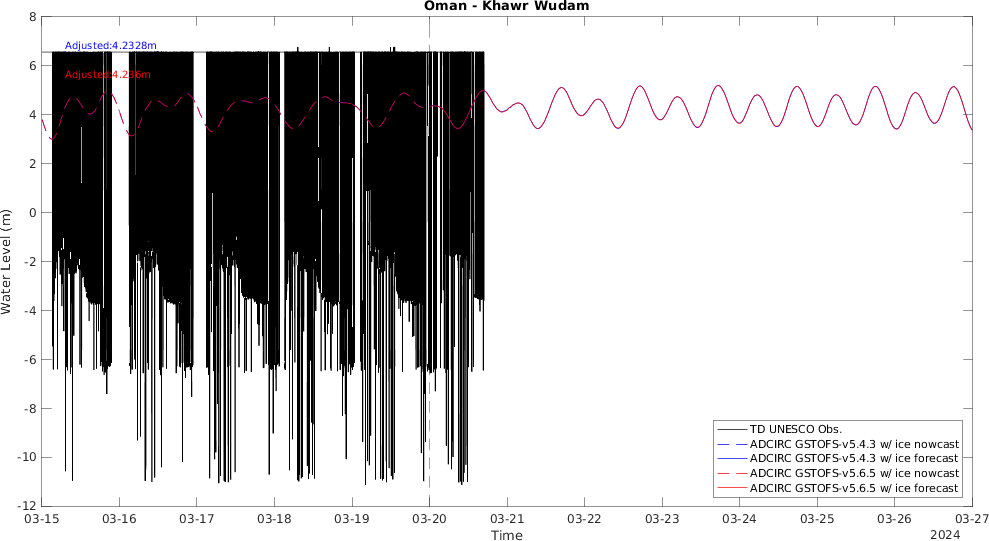 Oman - Khawr Wudam
8
6
4
2
0
-2
-4
-6
-8
-10
-12
Water Level (m)
Adjusted:4.2328m
Adjusted:4.236m
TD UNESCO Obs.
ADCIRC GSTOFS-v5.4.3 w/ ice nowcast
ADCIRC GSTOFS-v5.4.3 w/ ice forecast
ADCIRC GSTOFS-v5.6.5 w/ ice nowcast
ADCIRC GSTOFS-v5.6.5 w/ ice forecast
03-15 03-16 03-17 03-18 03-19 03-20 03-21 03-22 03-23 03-24 03-25 03-26 03-27
Time
2024